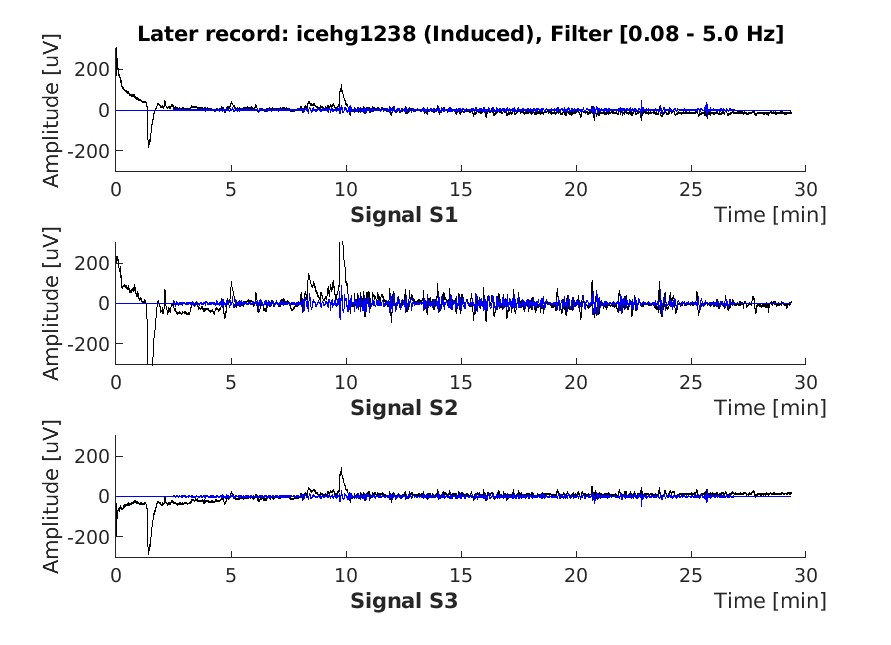 Later record: icehg1238 (Induced), Filter [0.08 - 5.0 Hz]
Amplitude [uV]
200
0
-200
0 5 10 15 20 25 30
Signal S1 Time [min]
Amplitude [uV]
200
0
-200
0 5 10 15 20 25 30
Signal S2 Time [min]
Amplitude [uV]
200
0
-200
0 5 10 15 20 25 30
Signal S3 Time [min]